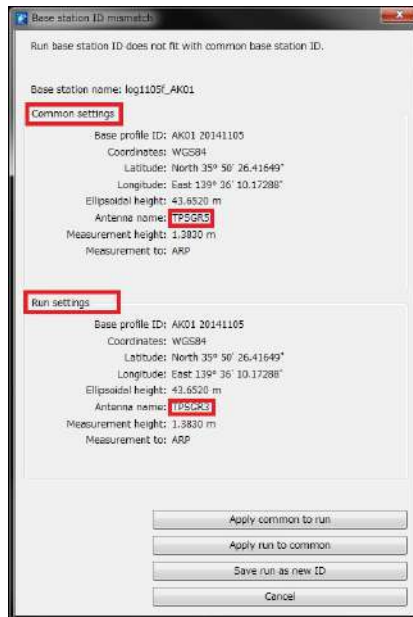 Base station ID mismatch
Run base station ID does not fit with common base station ID.
Base station name: log1105f_AK01
Common settings
Base profile ID: AK01 20141105
Coordinates: WGS84
Latitude: North 35° 50' 26.41649"
Longitude: East 139° 36' 10.17288"
Ellipsoidal height: 43.6520 m
Antenna name: TPSGR5
Measurement height: 1.3830 m
Measurement to: ARP
Run settings
Base profile ID: AK01 20141105
Coordinates: WGS84
Latitude: North 35° 50' 26.41649"
Longitude: East 139° 36' 10.17288"
Ellipsoidal height: 43.6520 m
Antenna name: TPSGR3
Measurement height: 1.3830 m
Measurement to: ARP
Apply common to run
Apply run to common
Save run as new ID
Cancel